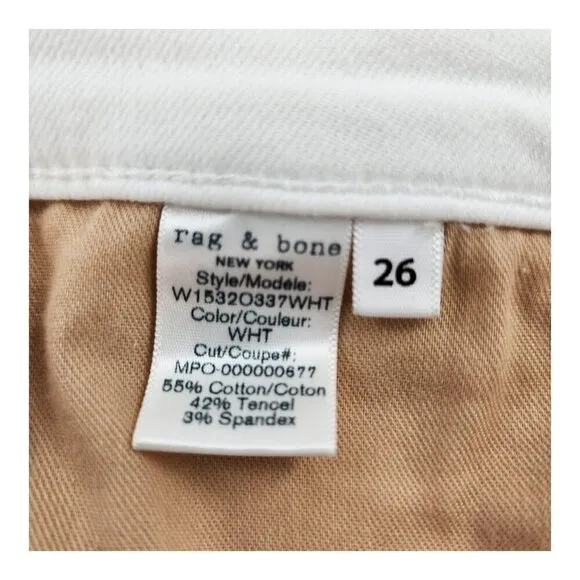 rag & bone
NEW YORK
Style/Modéle:
W1532O337WHT
Color/Couleur:
WHT
Cut/Coupe#:
MPO-000000677
55% Cotton/Coton
42% Tencel
3% Spandex
26